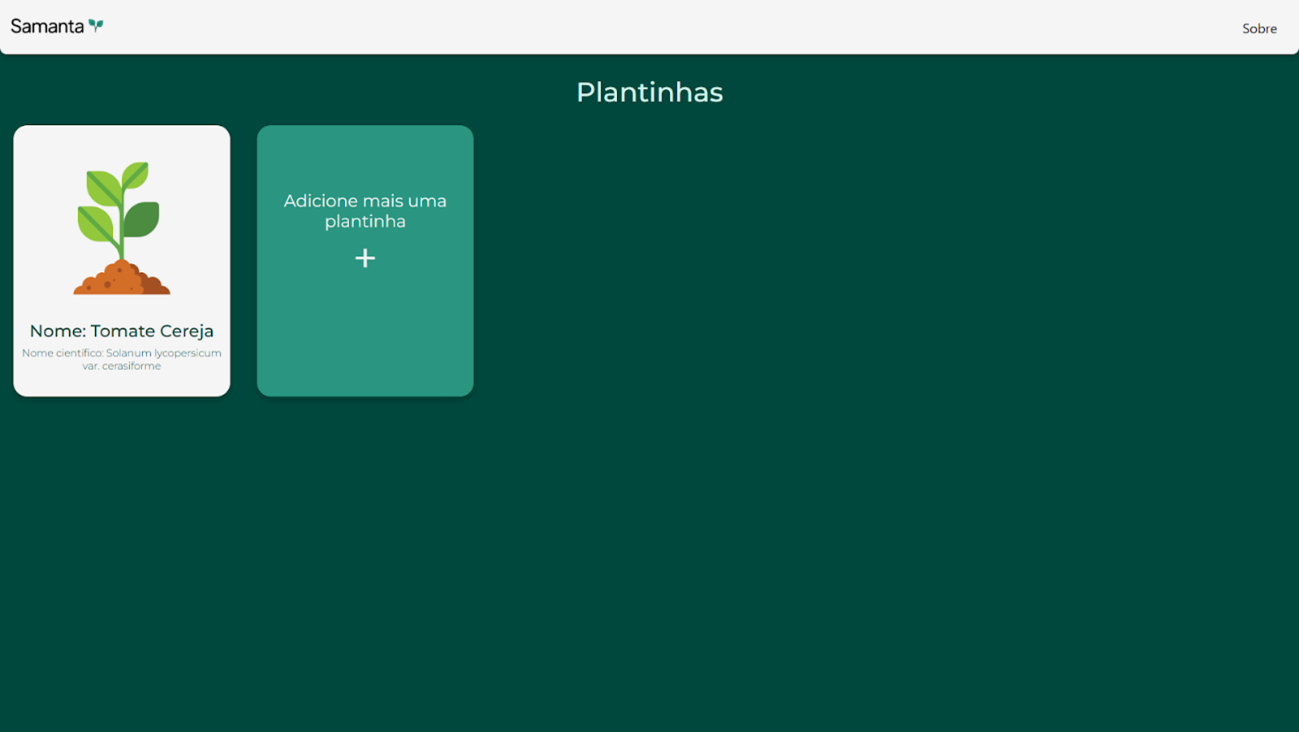 Samanta
Sobre
Plantinhas
Adicione mais uma
plantinha
+
Nome: Tomate Cereja
Nome científico: Solanum lycopersicum
var. cerasiforme